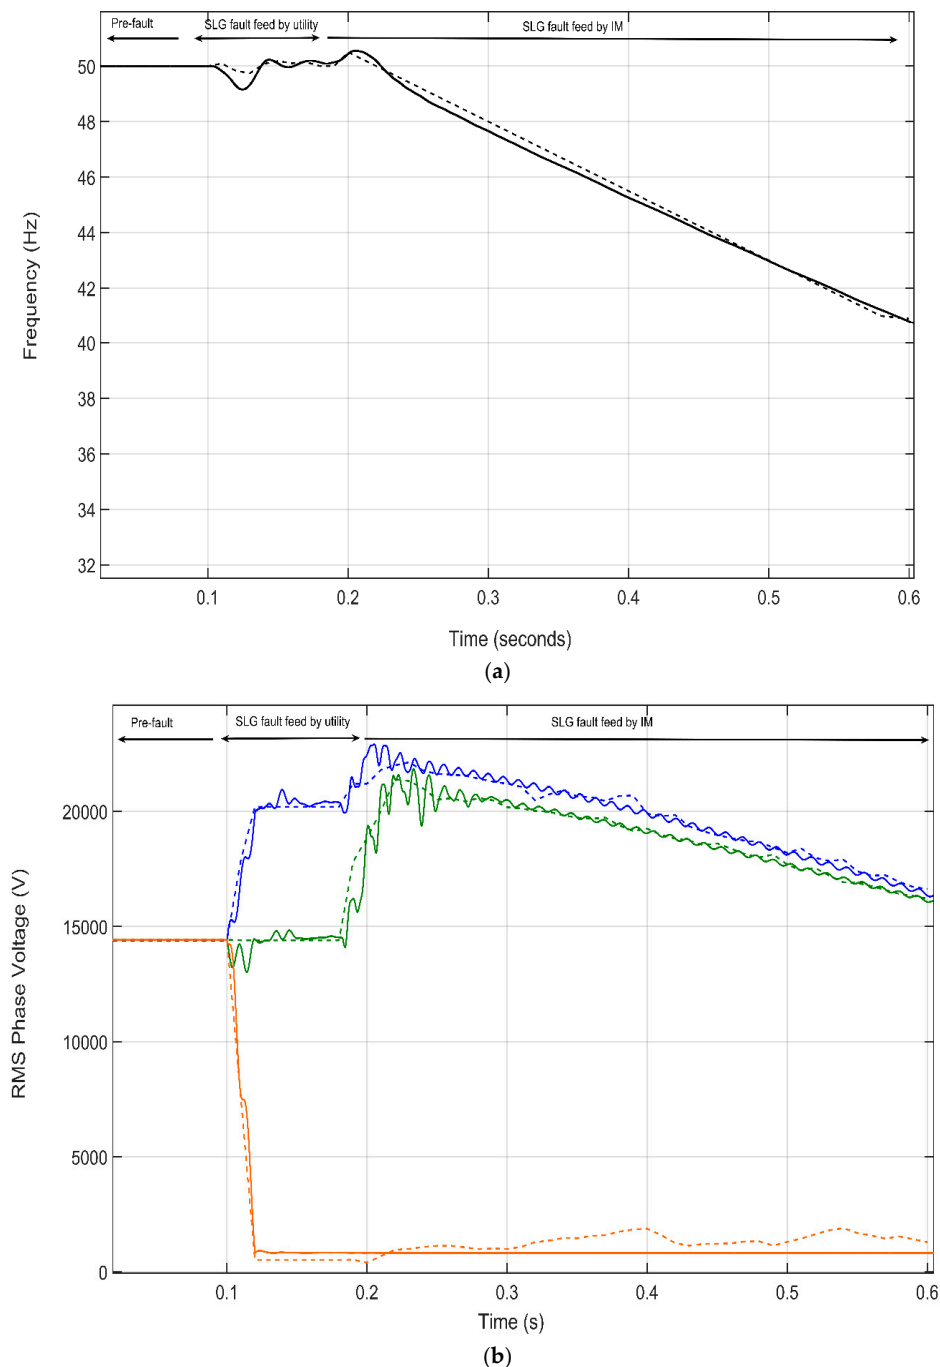 Pre-fault
SLG fault feed by utility
SLG fault feed by IM
50
48
46
44
42
40
38
36
34
32
Frequency (Hz)
0.1
0.2
0.3
0.4
0.5
0.6
Time (seconds)
(a)
Pre-fault
SLG fault feed by utility
SLG fault feed by IM
20000
15000
10000
5000
0
RMS Phase Voltage (V)
0.1
0.2
0.3
0.4
0.5
0.6
Time (s)
(b)